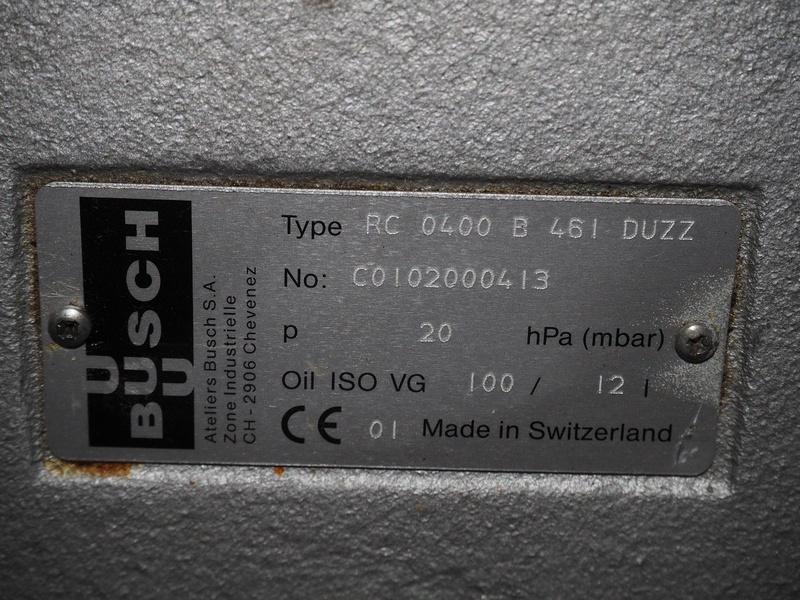 BUSCH
Ateliers Busch S.A.
Zone Industrielle
CH - 2906 Chevenez
Type RC 0400 B 461 DUZZ
No: C0102000413
p 20 hPa (mbar)
Oil ISO VG 100 / 12 l
CE 01 Made in Switzerland